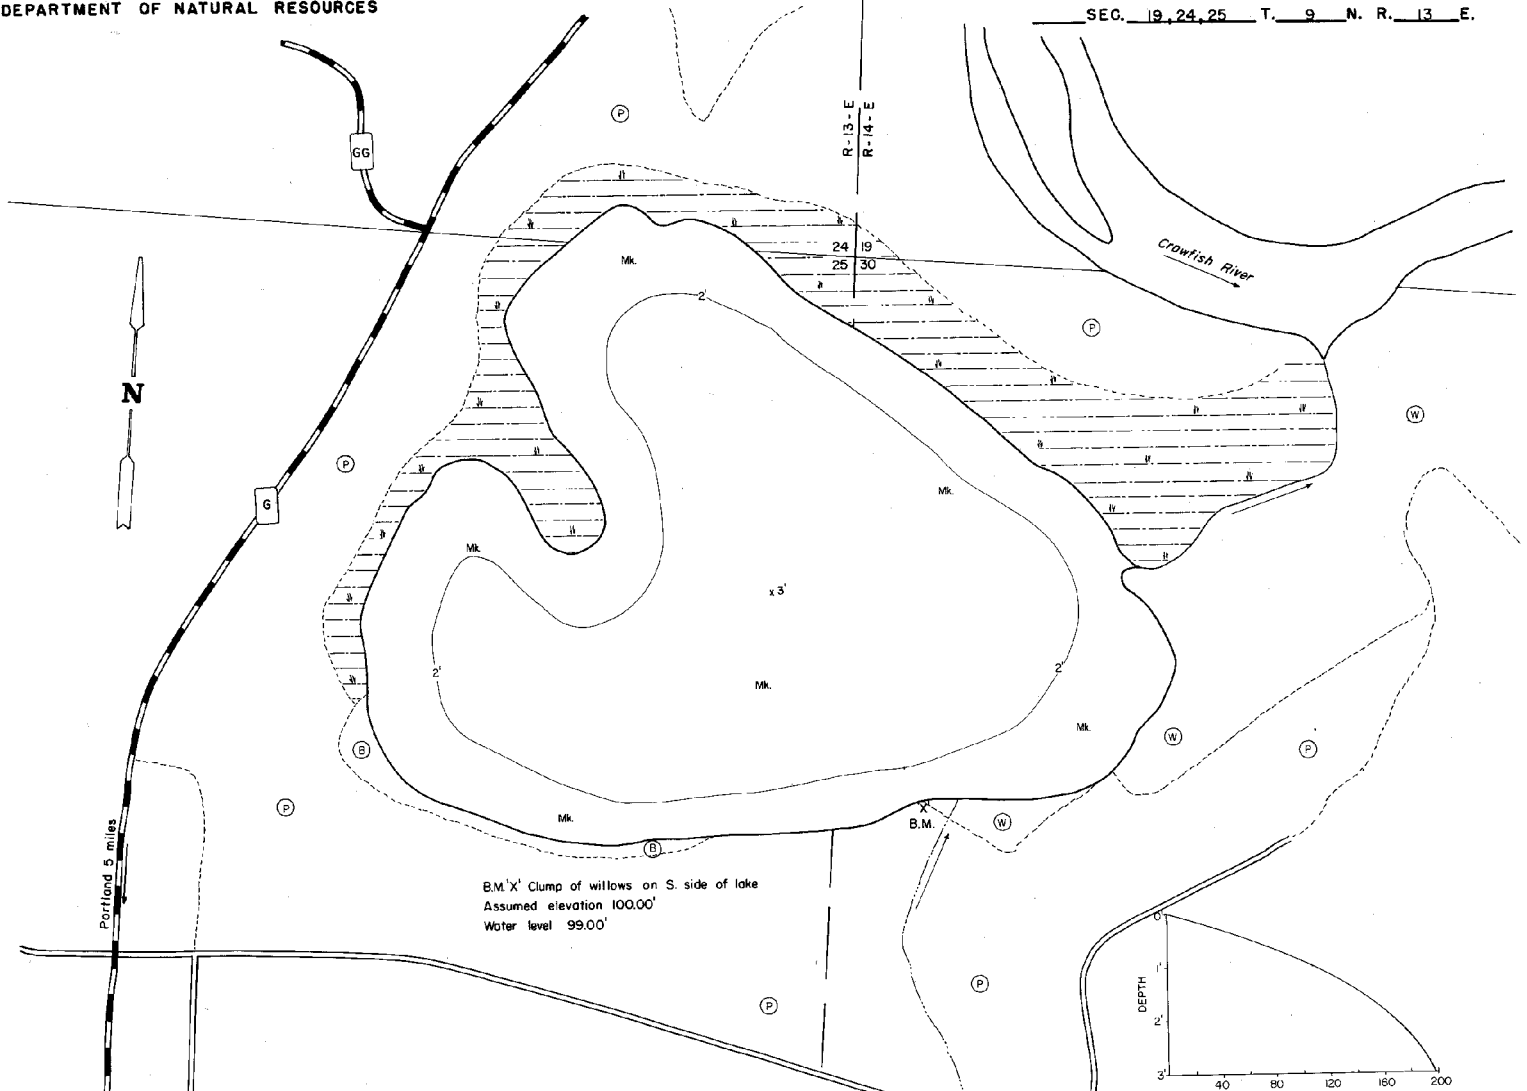 DEPARTMENT OF NATURAL RESOURCES
SEC. 19,24,25 T. 9 N. R. 13 E.
R-13-E
R-14-E
P
GG
24 19
25 30
Crawfish River
Mk.
2'
P
N
W
P
G
Mk.
Mk.
x 3'
2'
2'
Mk.
Mk.
W
P
B
P
Mk.
'X'
B.M.
W
B
Portland 5 miles
B.M. 'X' Clump of willows on S. side of lake
Assumed elevation 100.00'
Water level 99.00'
P
P
DEPTH
0'
1'
2'
3'
40 80 120 160 200